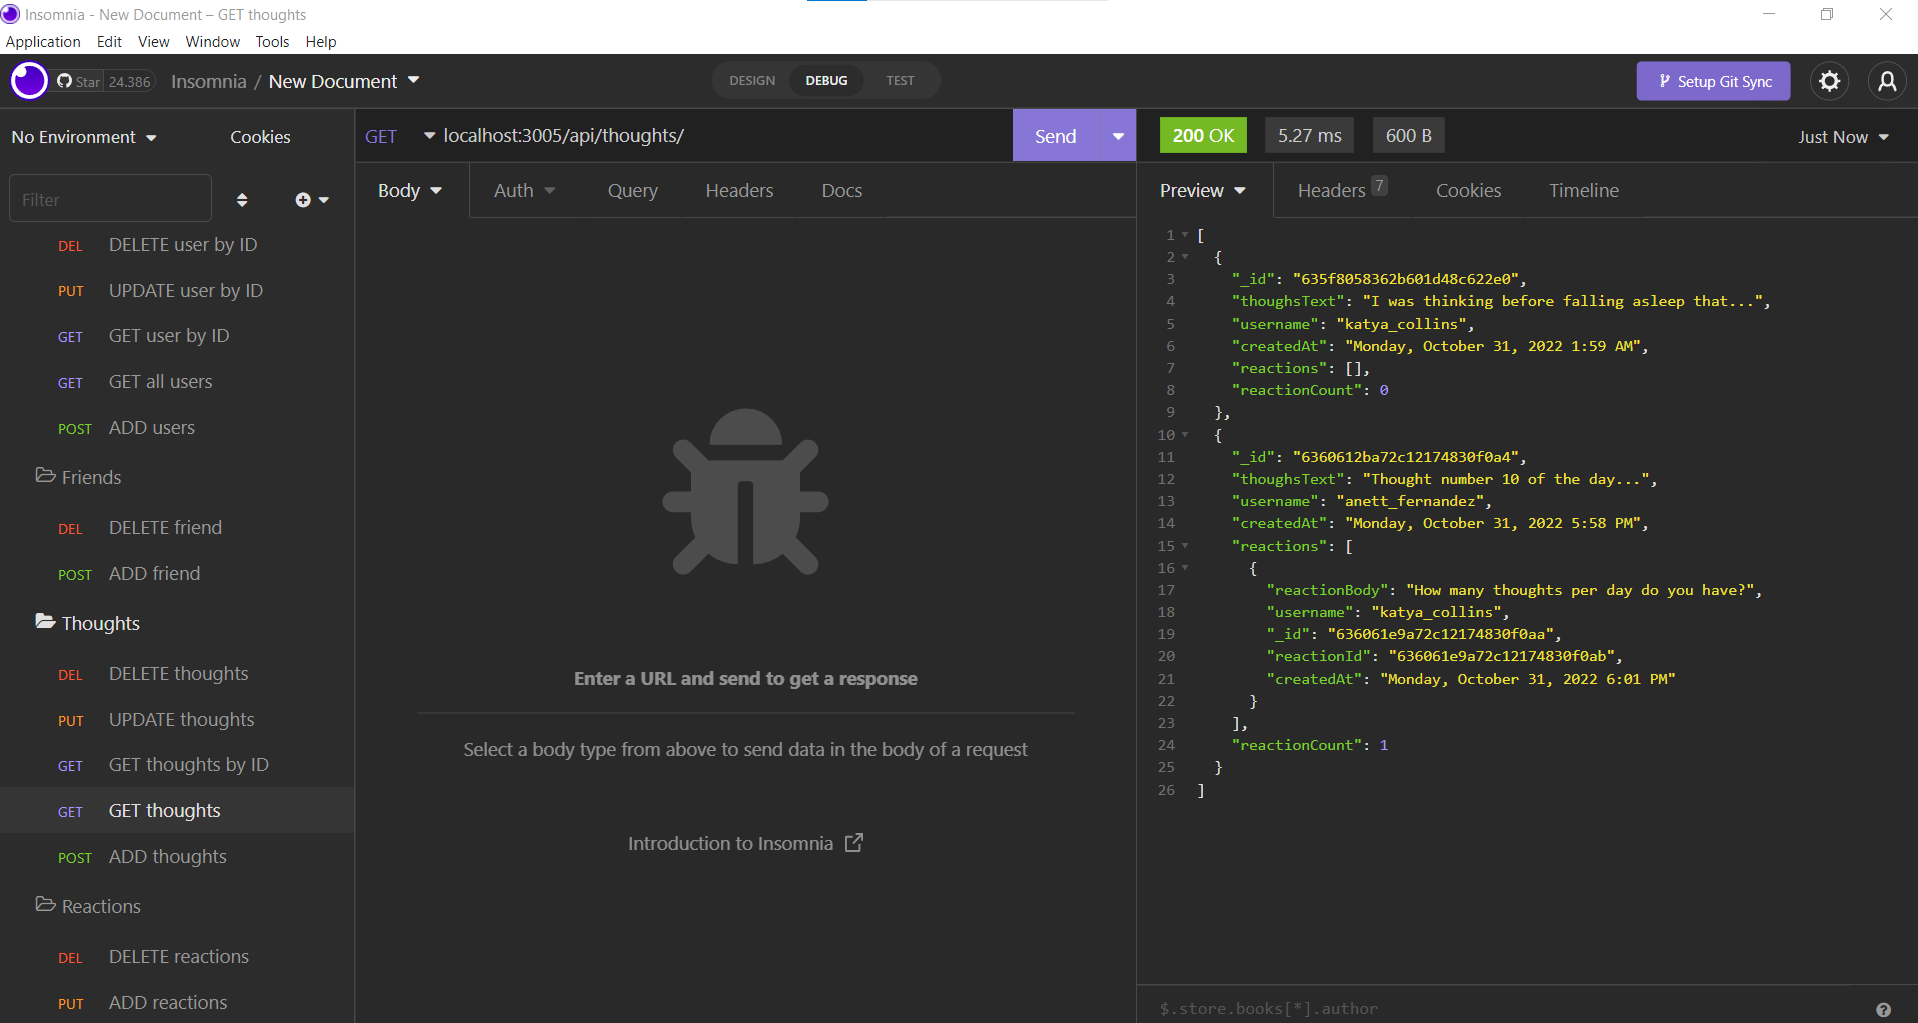 Insomnia - New Document – GET thoughts
Application Edit View Window Tools Help
Star 24.386 Insomnia / New Document
DESIGN DEBUG TEST
Setup Git Sync
No Environment Cookies
Filter
DEL DELETE user by ID
PUT UPDATE user by ID
GET GET user by ID
GET GET all users
POST ADD users
Friends
DEL DELETE friend
POST ADD friend
Thoughts
DEL DELETE thoughts
PUT UPDATE thoughts
GET GET thoughts by ID
GET GET thoughts
POST ADD thoughts
Reactions
DEL DELETE reactions
PUT ADD reactions
GET localhost:3005/api/thoughts/ Send
Body Auth Query Headers Docs
Enter a URL and send to get a response
Select a body type from above to send data in the body of a request
Introduction to Insomnia
200 OK 5.27 ms 600 B Just Now
Preview Headers 7 Cookies Timeline
1 [
2 {
3 "_id": "635f8058362b601d48c622e0",
4 "thoughsText": "I was thinking before falling asleep that...",
5 "username": "katya_collins",
6 "createdAt": "Monday, October 31, 2022 1:59 AM",
7 "reactions": [],
8 "reactionCount": 0
9 },
10 {
11 "_id": "6360612ba72c12174830f0a4",
12 "thoughsText": "Thought number 10 of the day...",
13 "username": "anett_fernandez",
14 "createdAt": "Monday, October 31, 2022 5:58 PM",
15 "reactions": [
16 {
17 "reactionBody": "How many thoughts per day do you have?",
18 "username": "katya_collins",
19 "_id": "636061e9a72c12174830f0aa",
20 "reactionId": "636061e9a72c12174830f0ab",
21 "createdAt": "Monday, October 31, 2022 6:01 PM"
22 }
23 ],
24 "reactionCount": 1
25 }
26 ]
$.store.books[*].author